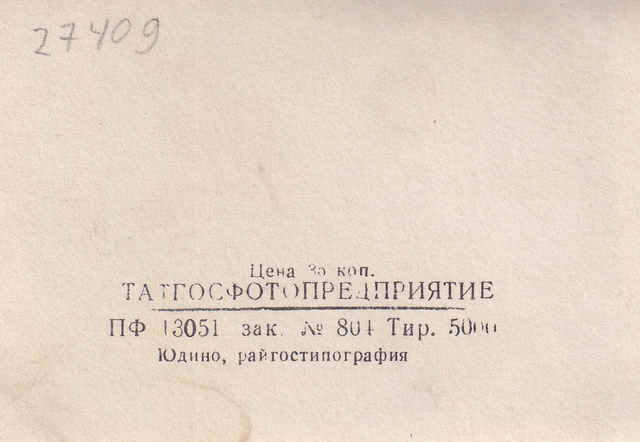 27409
Цена 35 коп.
ТАТГОСФОТОПРЕДПРИЯТИЕ
ПФ 13051 зак. № 801 Тир. 5000
Юдино, райгостипография